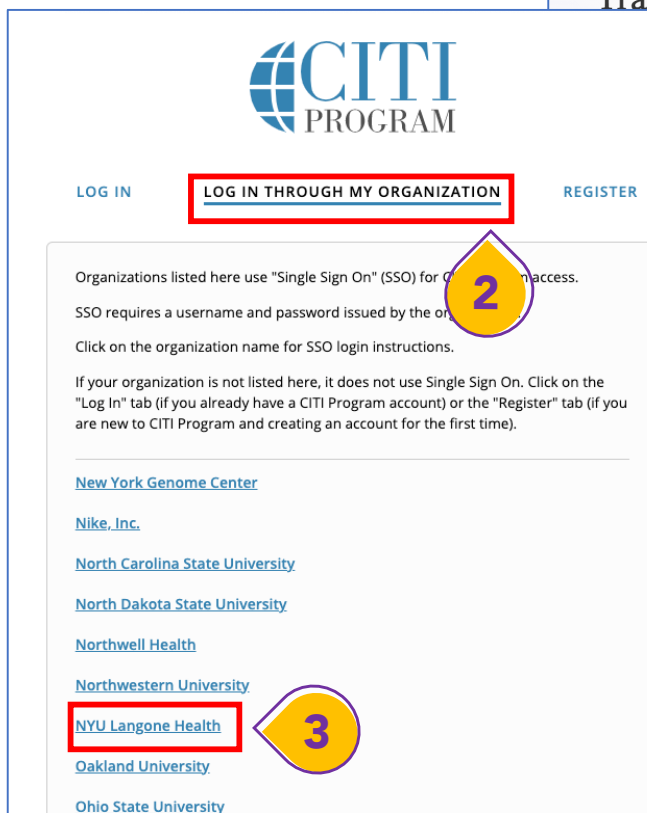 Tra
CITI
PROGRAM
LOG IN
LOG IN THROUGH MY ORGANIZATION
REGISTER
Organizations listed here use "Single Sign On" (SSO) for access.
2
SSO requires a username and password issued by the
Click on the organization name for SSO login instructions.
If your organization is not listed here, it does not use Single Sign On. Click on the
"Log In" tab (if you already have a CITI Program account) or the "Register" tab (if you
are new to CITI Program and creating an account for the first time).
New York Genome Center
Nike, Inc.
North Carolina State University
North Dakota State University
Northwell Health
Northwestern University
NYU Langone Health
3
Oakland University
Ohio State University